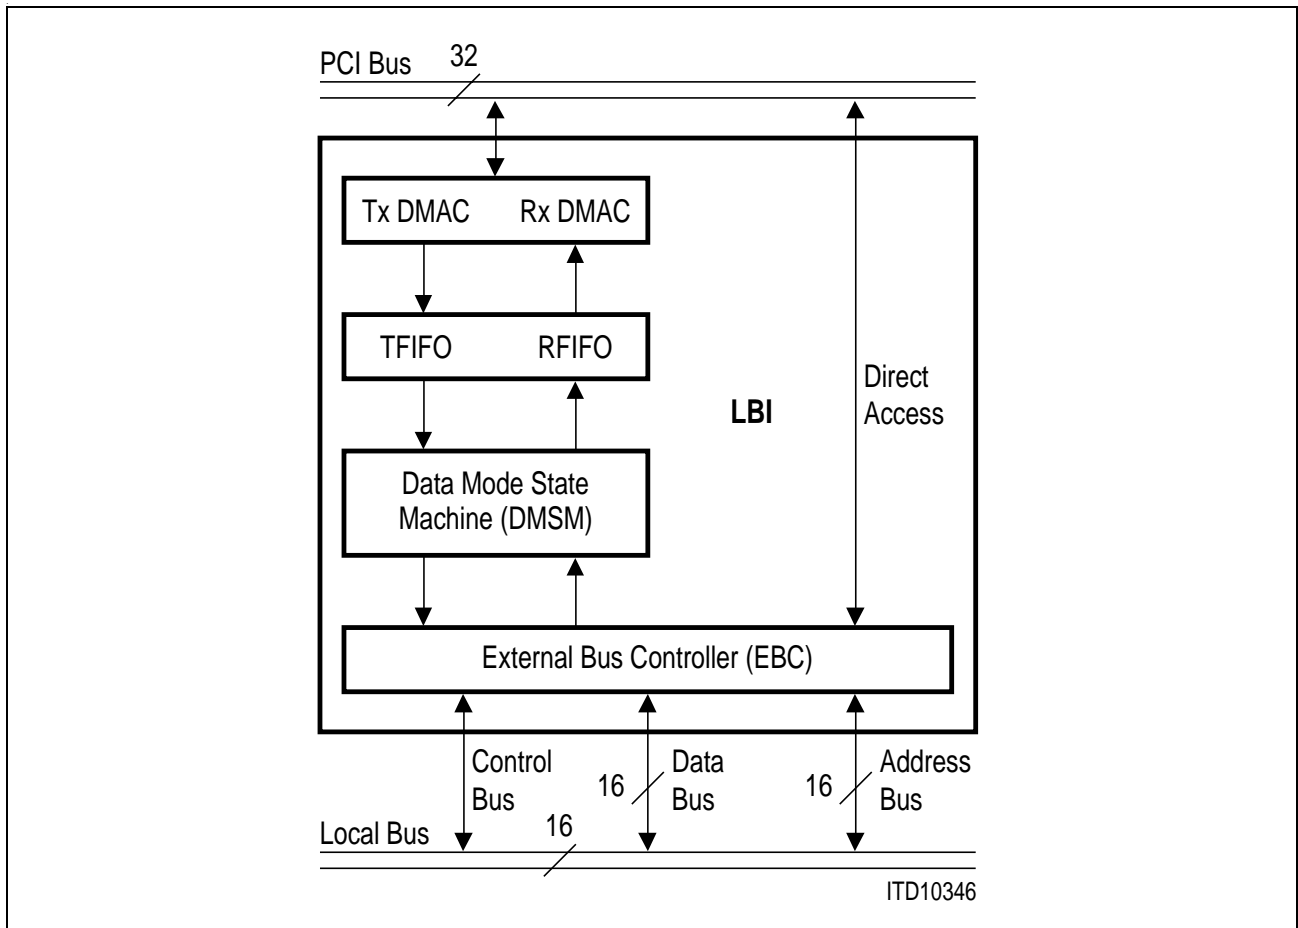 PCI Bus 32
Tx DMAC Rx DMAC
TFIFO RFIFO
Direct
Access
LBI
Data Mode State
Machine (DMSM)
External Bus Controller (EBC)
Control
Bus
16
Data
Bus
16
Address
Bus
Local Bus 16
ITD10346